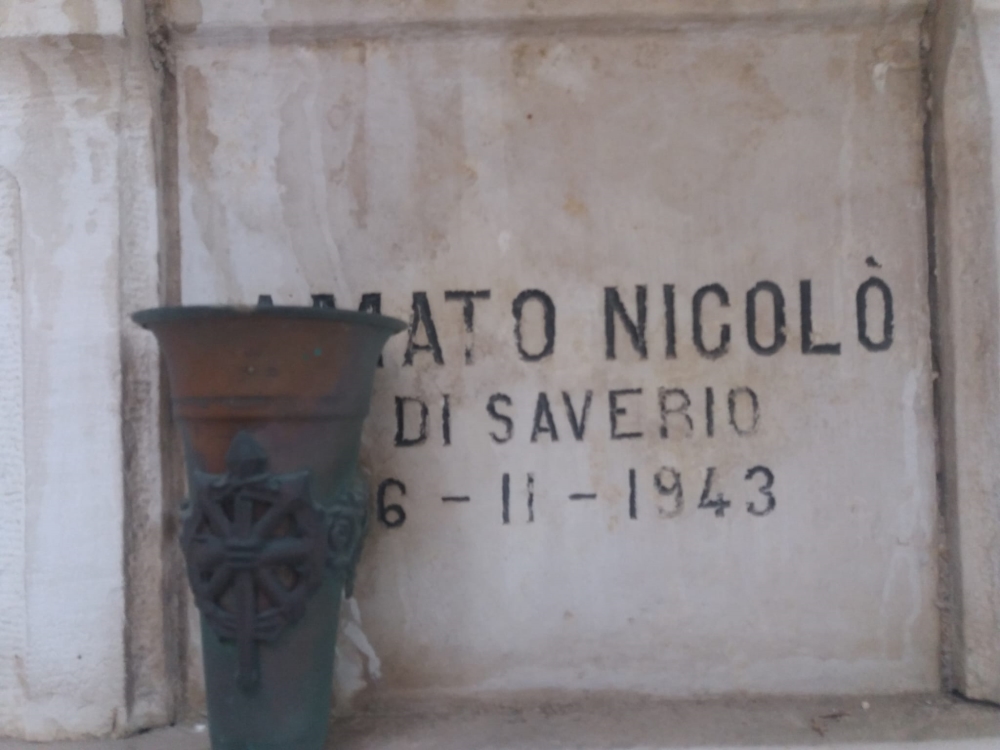 AMATO NICOLÒ
DI SAVERIO
6 - 11 - 1943